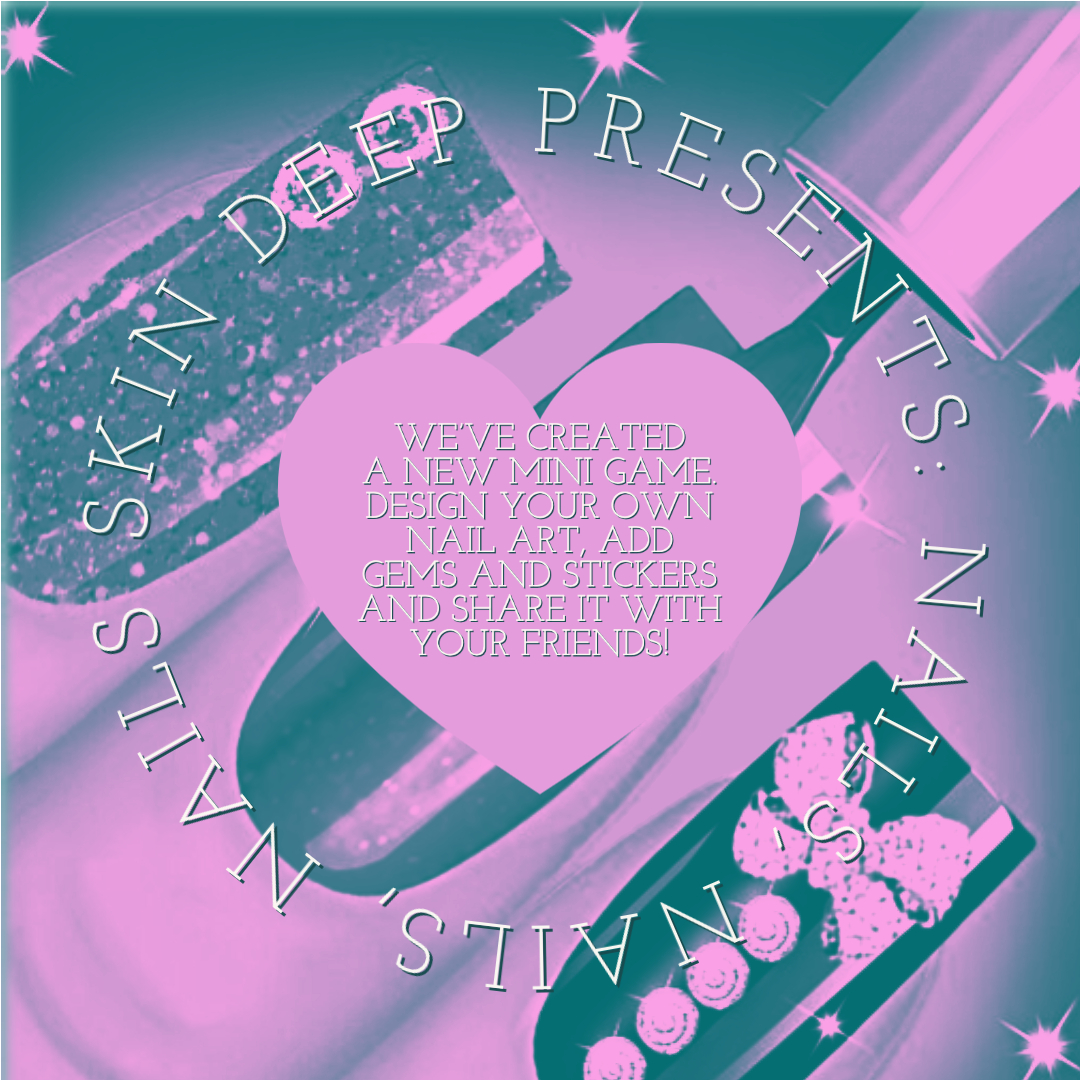 SKIN DEEP PRESENTS: NAILS, NAILS, NAILS
WE'VE CREATED
A NEW MINI GAME.
DESIGN YOUR OWN
NAIL ART, ADD
GEMS AND STICKERS
AND SHARE IT WITH
YOUR FRIENDS!